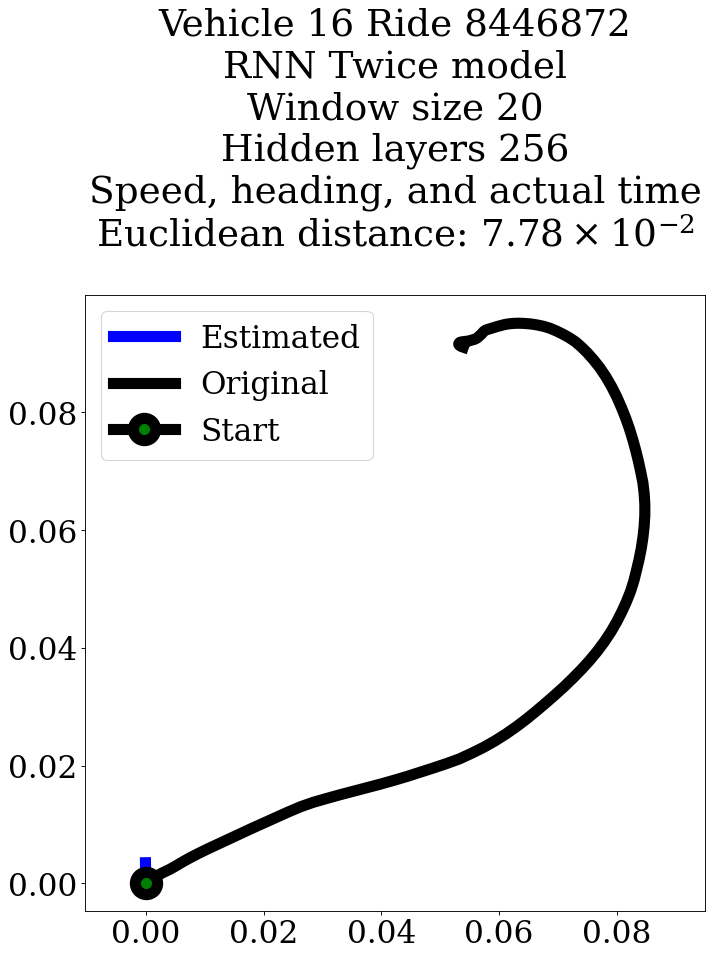 Vehicle 16 Ride 8446872
RNN Twice model
Window size 20
Hidden layers 256
Speed, heading, and actual time
Euclidean distance: 7.78 × 10⁻²
Estimated
Original
Start
0.08
0.06
0.04
0.02
0.00
0.00 0.02 0.04 0.06 0.08